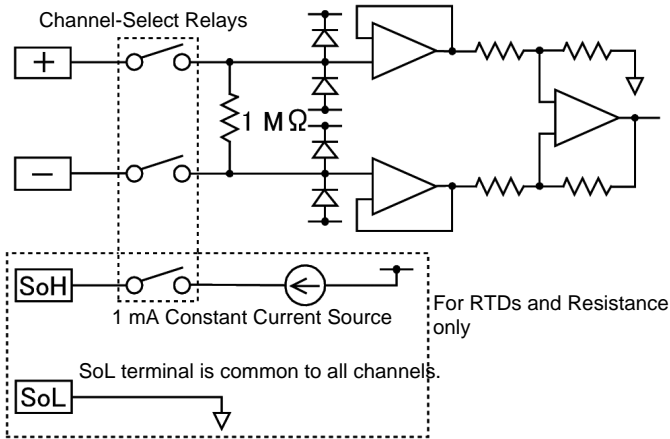 Channel-Select Relays
+
1 MΩ
−
SoH
1 mA Constant Current Source
For RTDs and Resistance
only
SoL terminal is common to all channels.
SoL